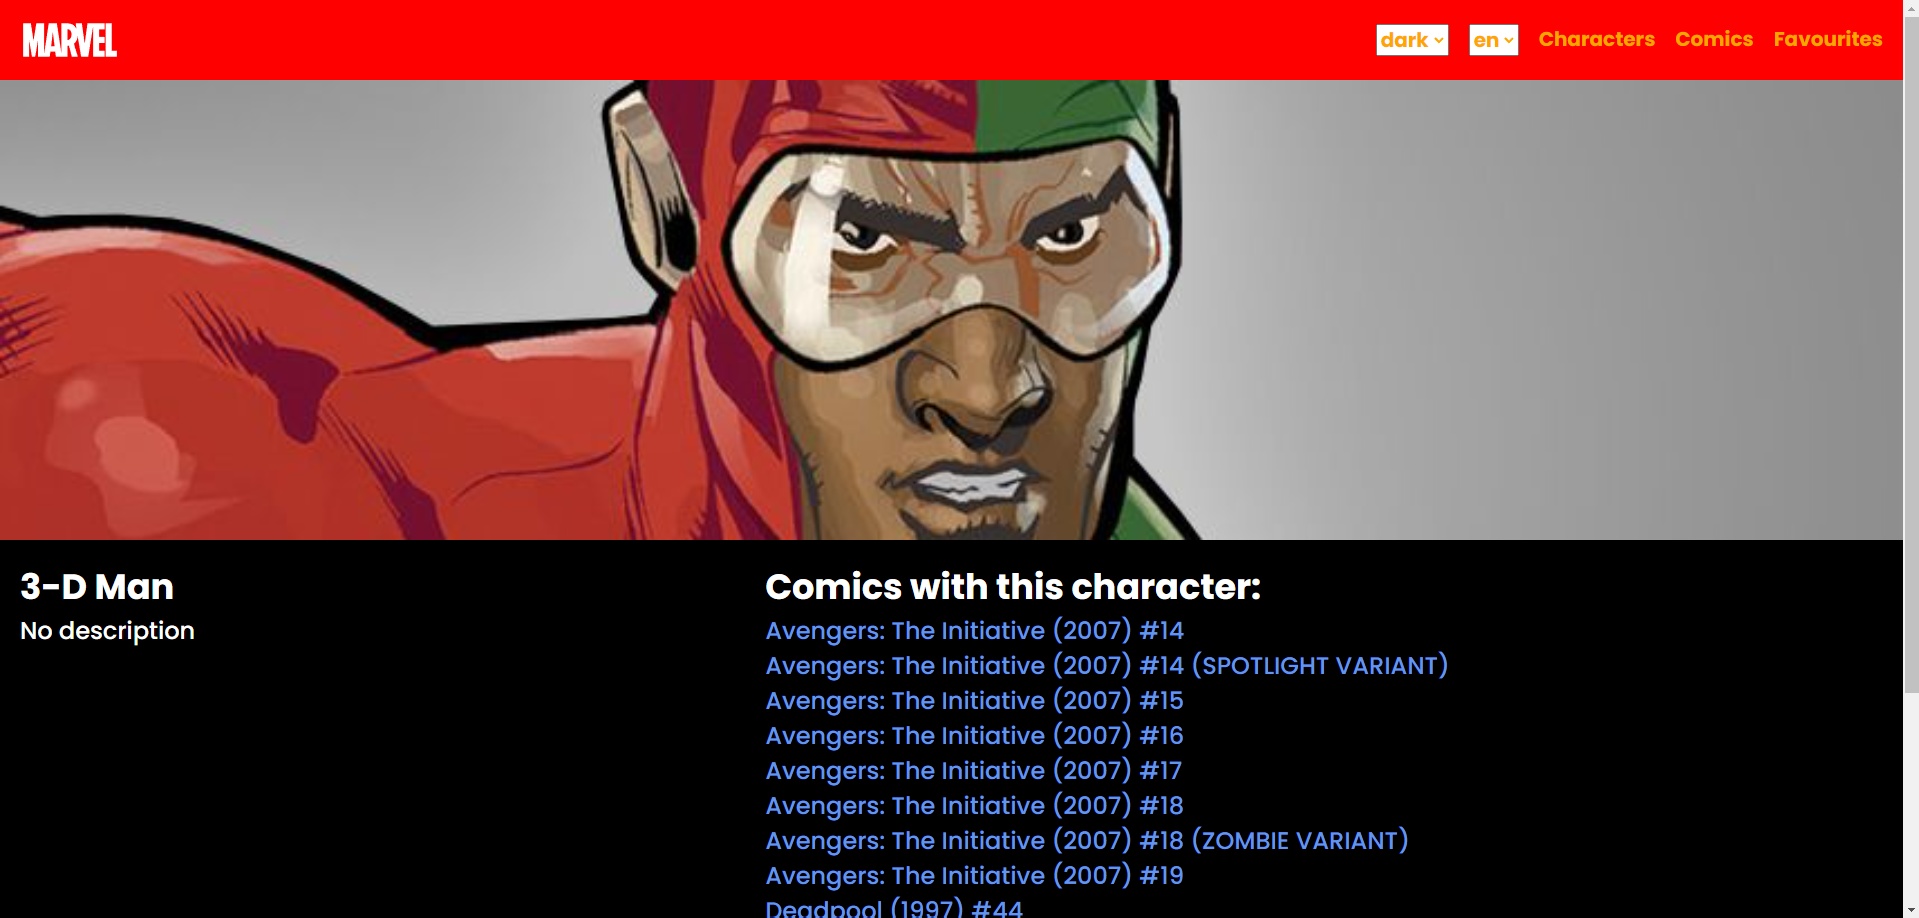 MARVEL
dark en Characters Comics Favourites
3-D Man
No description
Comics with this character:
Avengers: The Initiative (2007) #14
Avengers: The Initiative (2007) #14 (SPOTLIGHT VARIANT)
Avengers: The Initiative (2007) #15
Avengers: The Initiative (2007) #16
Avengers: The Initiative (2007) #17
Avengers: The Initiative (2007) #18
Avengers: The Initiative (2007) #18 (ZOMBIE VARIANT)
Avengers: The Initiative (2007) #19
Deadpool (1997) #44